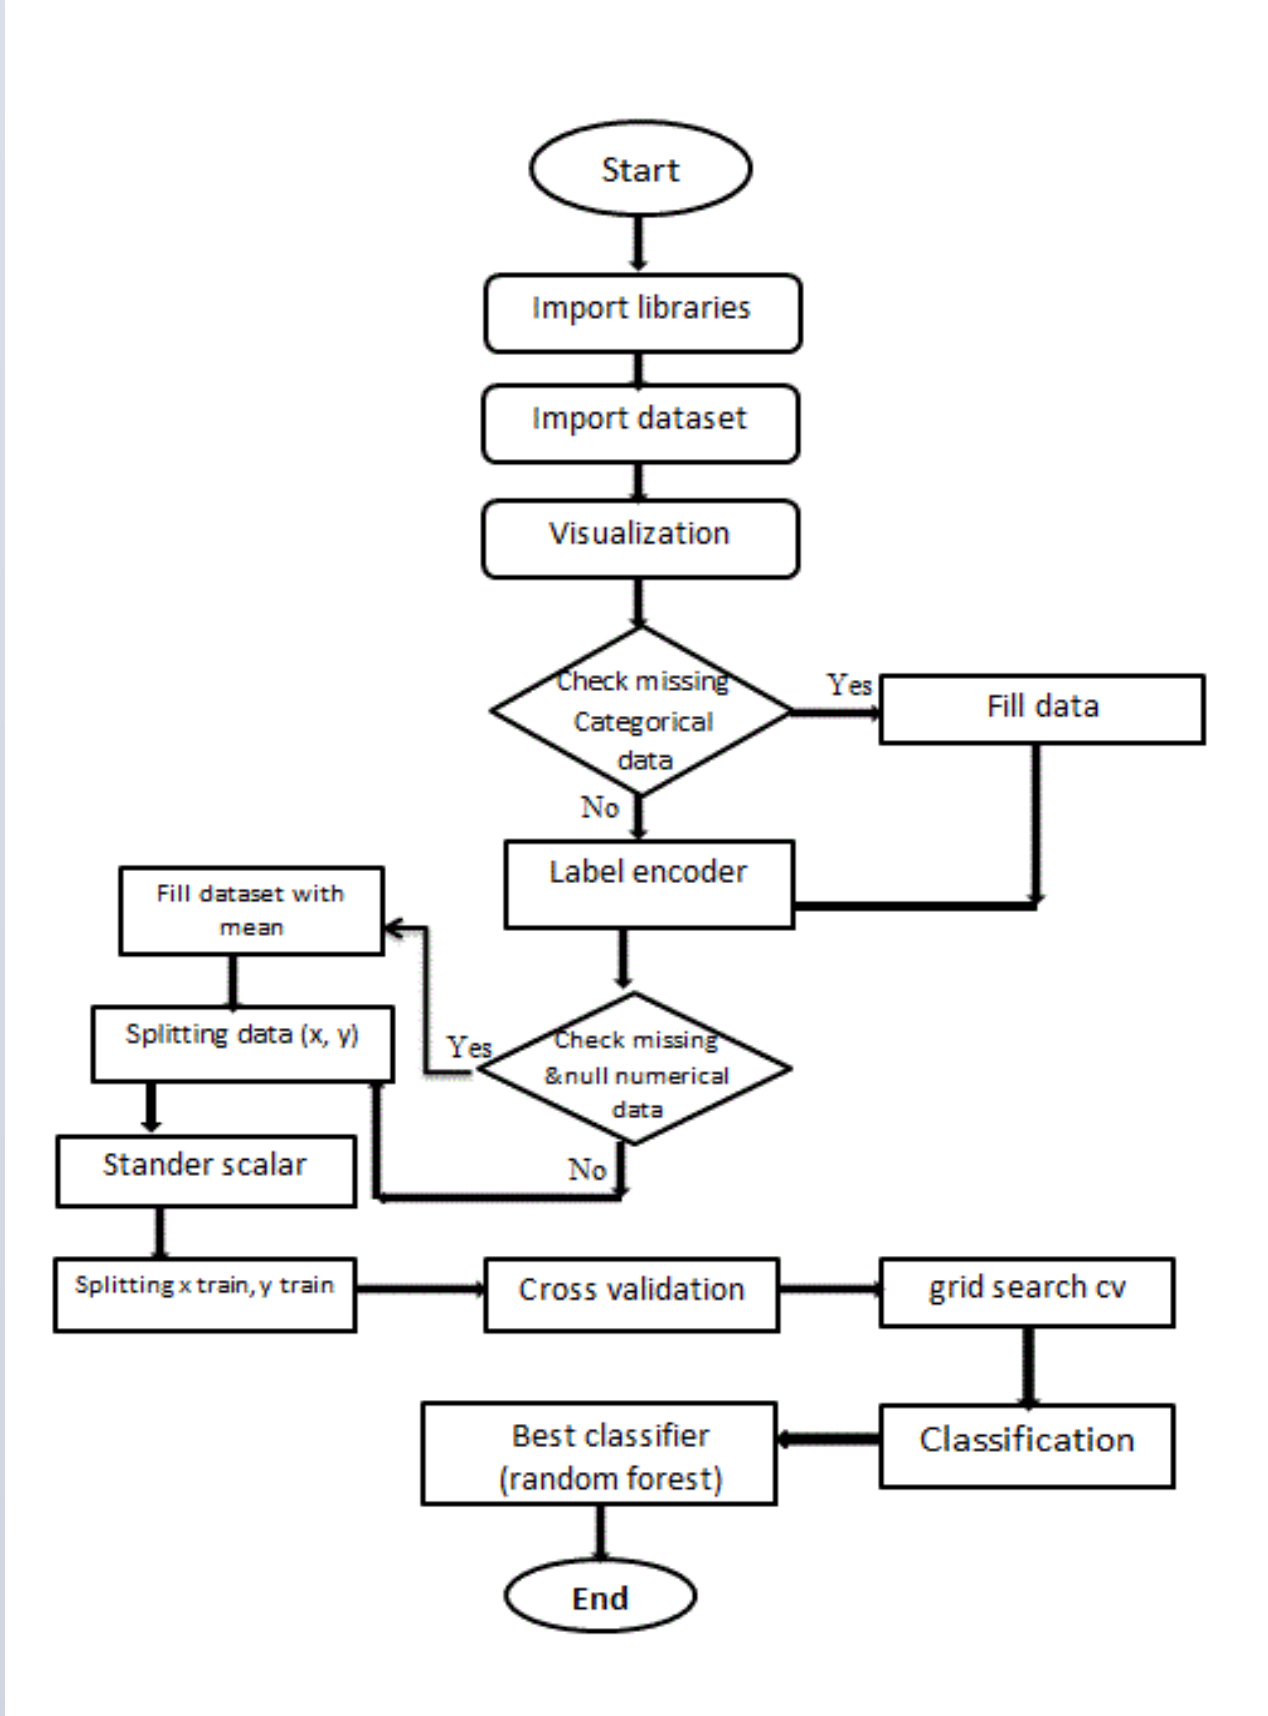 Start
Import libraries
Import dataset
Visualization
Check missing
Categorical
data
Yes
Fill data
No
Label encoder
Fill dataset with
mean
Splitting data (x, y)
Yes
Check missing
&null numerical
data
No
Stander scalar
Splitting x train, y train
Cross validation
grid search cv
Classification
Best classifier
(random forest)
End